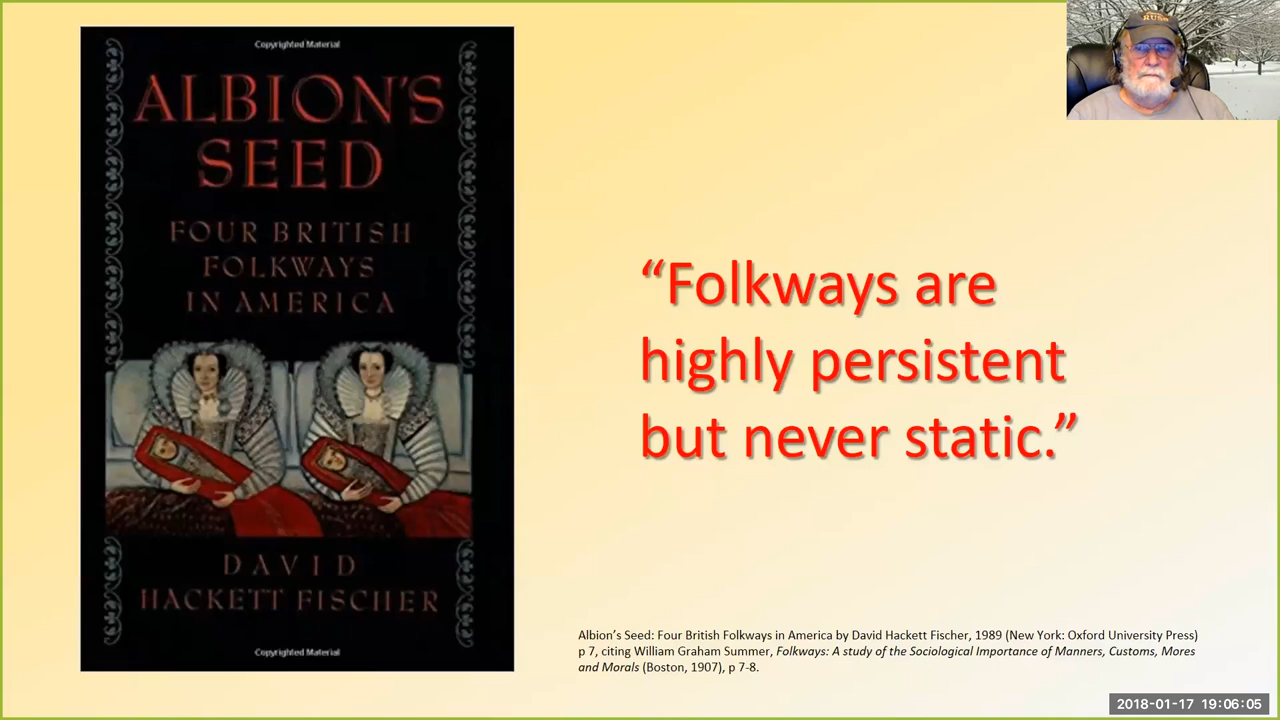 Copyrighted Material
ALBION'S
SEED
FOUR BRITISH
FOLKWAYS
IN AMERICA
DAVID
HACKETT FISCHER
Copyrighted Material
“Folkways are
highly persistent
but never static.”
Albion’s Seed: Four British Folkways in America by David Hackett Fischer, 1989 (New York: Oxford University Press)
p 7, citing William Graham Summer, Folkways: A study of the Sociological Importance of Manners, Customs, Mores
and Morals (Boston, 1907), p 7-8.
2018-01-17 19:06:05